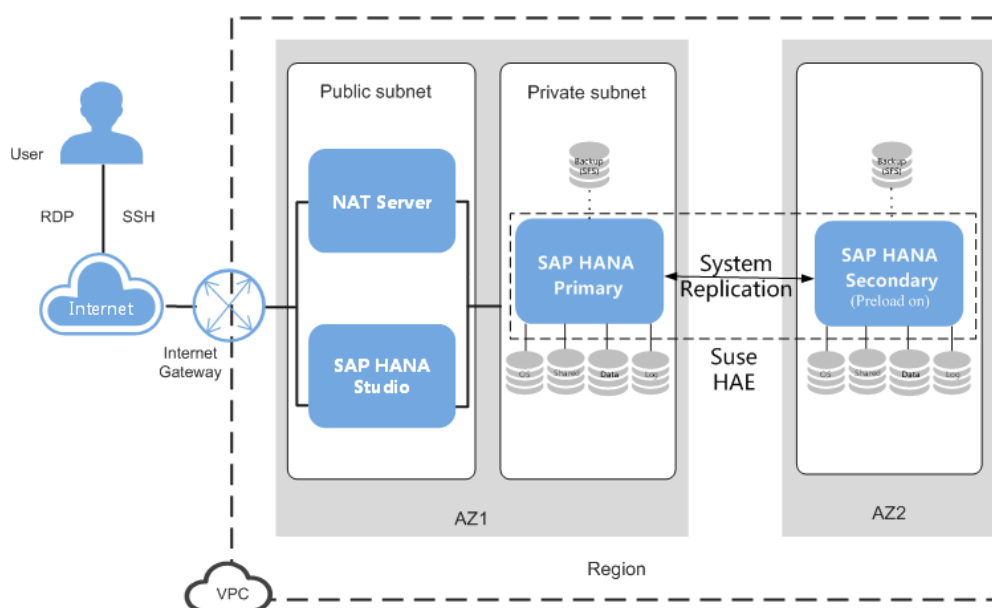 User
RDP
SSH
Internet
Internet
Gateway
VPC
Public subnet
NAT Server
SAP HANA
Studio
Private subnet
Backup
(SFS)
SAP HANA
Primary
OS
Shared
Data
Log
AZ1
System
Replication
Suse
HAE
Backup
(SFS)
SAP HANA
Secondary
(Preload on)
OS
Shared
Data
Log
AZ2
Region